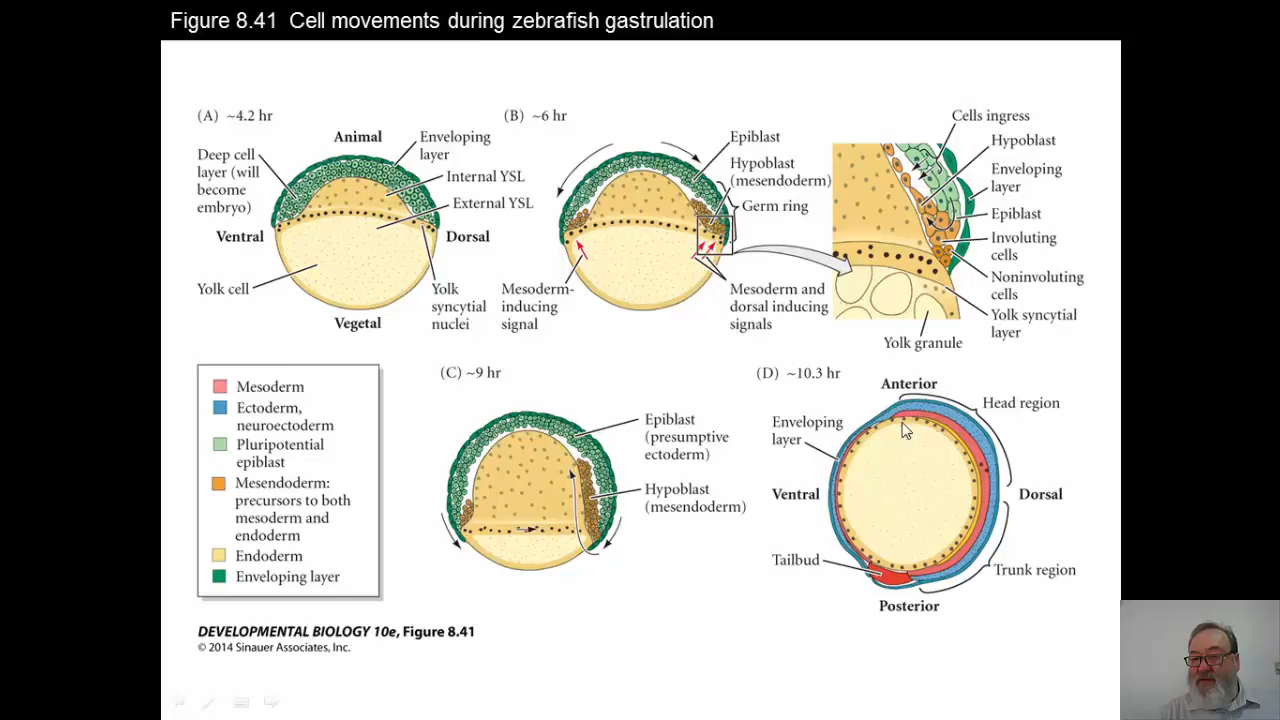 Figure 8.41 Cell movements during zebrafish gastrulation
(A) ~4.2 hr
Animal
Enveloping
layer
Deep cell
layer (will
become
embryo)
Internal YSL
External YSL
Ventral
Dorsal
Yolk cell
Yolk
syncytial
nuclei
Vegetal
(B) ~6 hr
Epiblast
Hypoblast
(mesendoderm)
Germ ring
Mesoderm-
inducing
signal
Mesoderm and
dorsal inducing
signals
Cells ingress
Hypoblast
Enveloping
layer
Epiblast
Involuting
cells
Noninvoluting
cells
Yolk syncytial
layer
Yolk granule
Mesoderm
Ectoderm,
neuroectoderm
Pluripotential
epiblast
Mesendoderm:
precursors to both
mesoderm and
endoderm
Endoderm
Enveloping layer
(C) ~9 hr
Epiblast
(presumptive
ectoderm)
Hypoblast
(mesendoderm)
(D) ~10.3 hr
Anterior
Head region
Enveloping
layer
Ventral
Dorsal
Tailbud
Trunk region
Posterior
DEVELOPMENTAL BIOLOGY 10e, Figure 8.41
© 2014 Sinauer Associates, Inc.